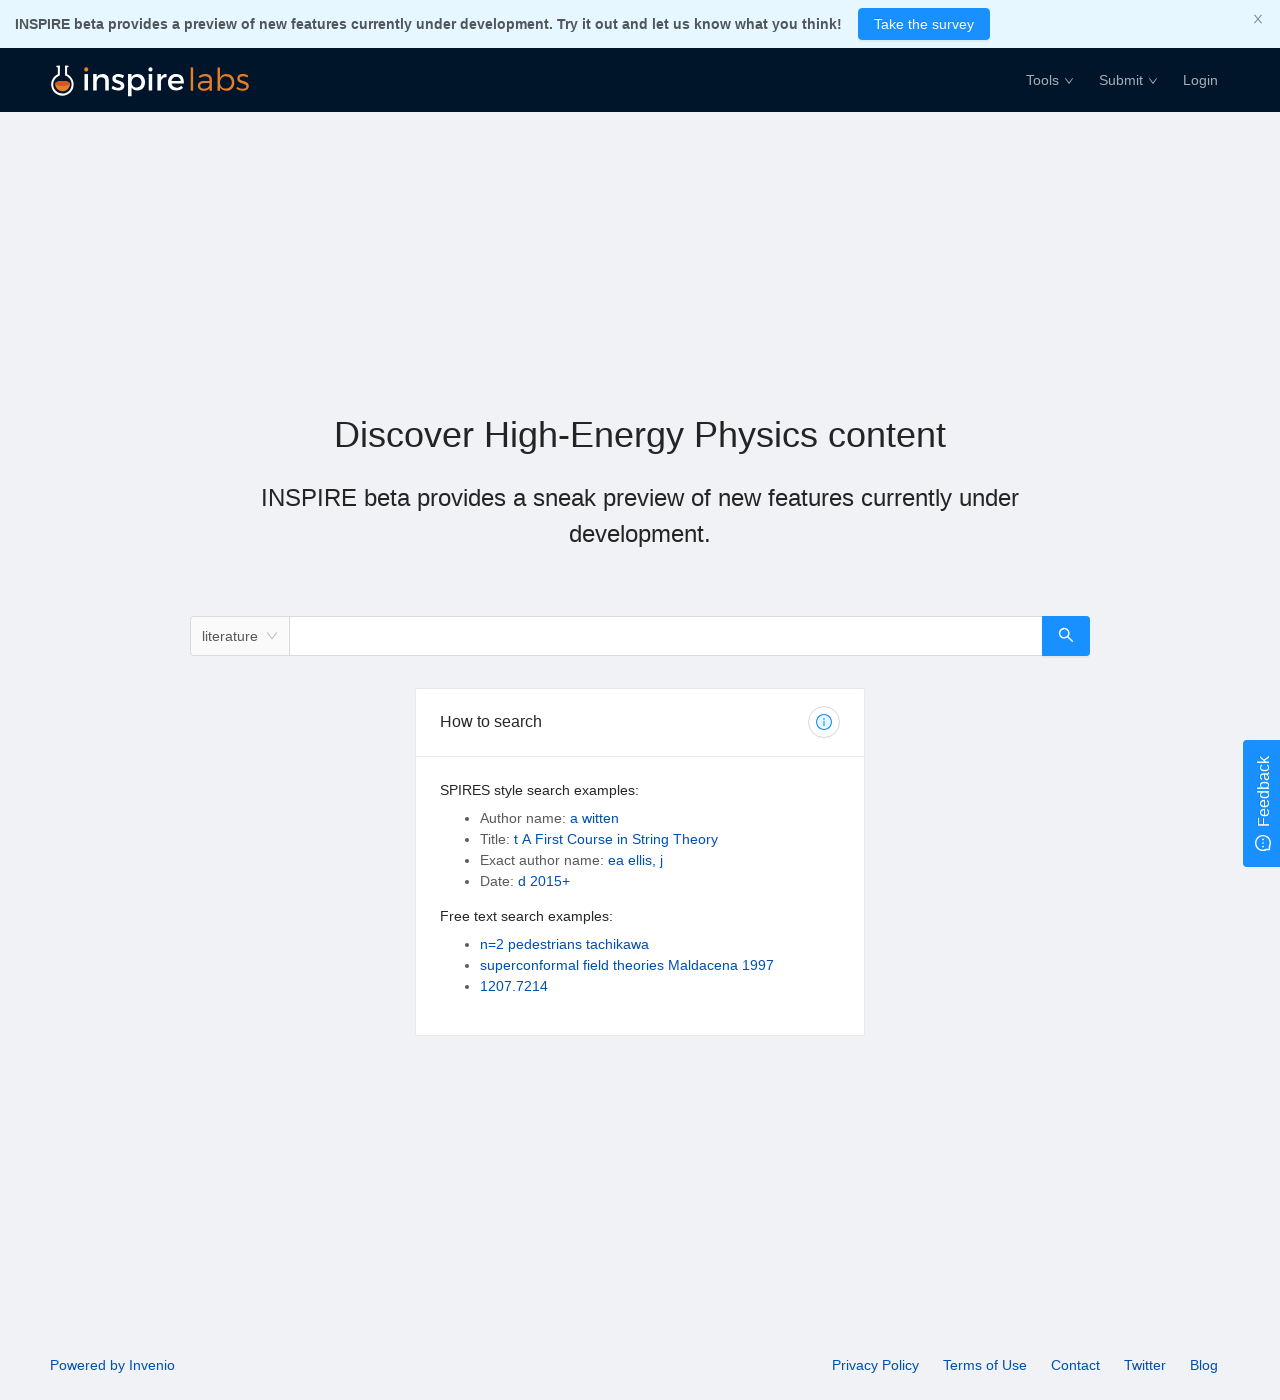 INSPIRE beta provides a preview of new features currently under development. Try it out and let us know what you think!
Take the survey
inspire labs
Tools
Submit
Login
Discover High-Energy Physics content
INSPIRE beta provides a sneak preview of new features currently under
development.
literature
How to search
SPIRES style search examples:
Author name: a witten
Title: t A First Course in String Theory
Exact author name: ea ellis, j
Date: d 2015+
Free text search examples:
n=2 pedestrians tachikawa
superconformal field theories Maldacena 1997
1207.7214
Feedback
Powered by Invenio
Privacy Policy
Terms of Use
Contact
Twitter
Blog